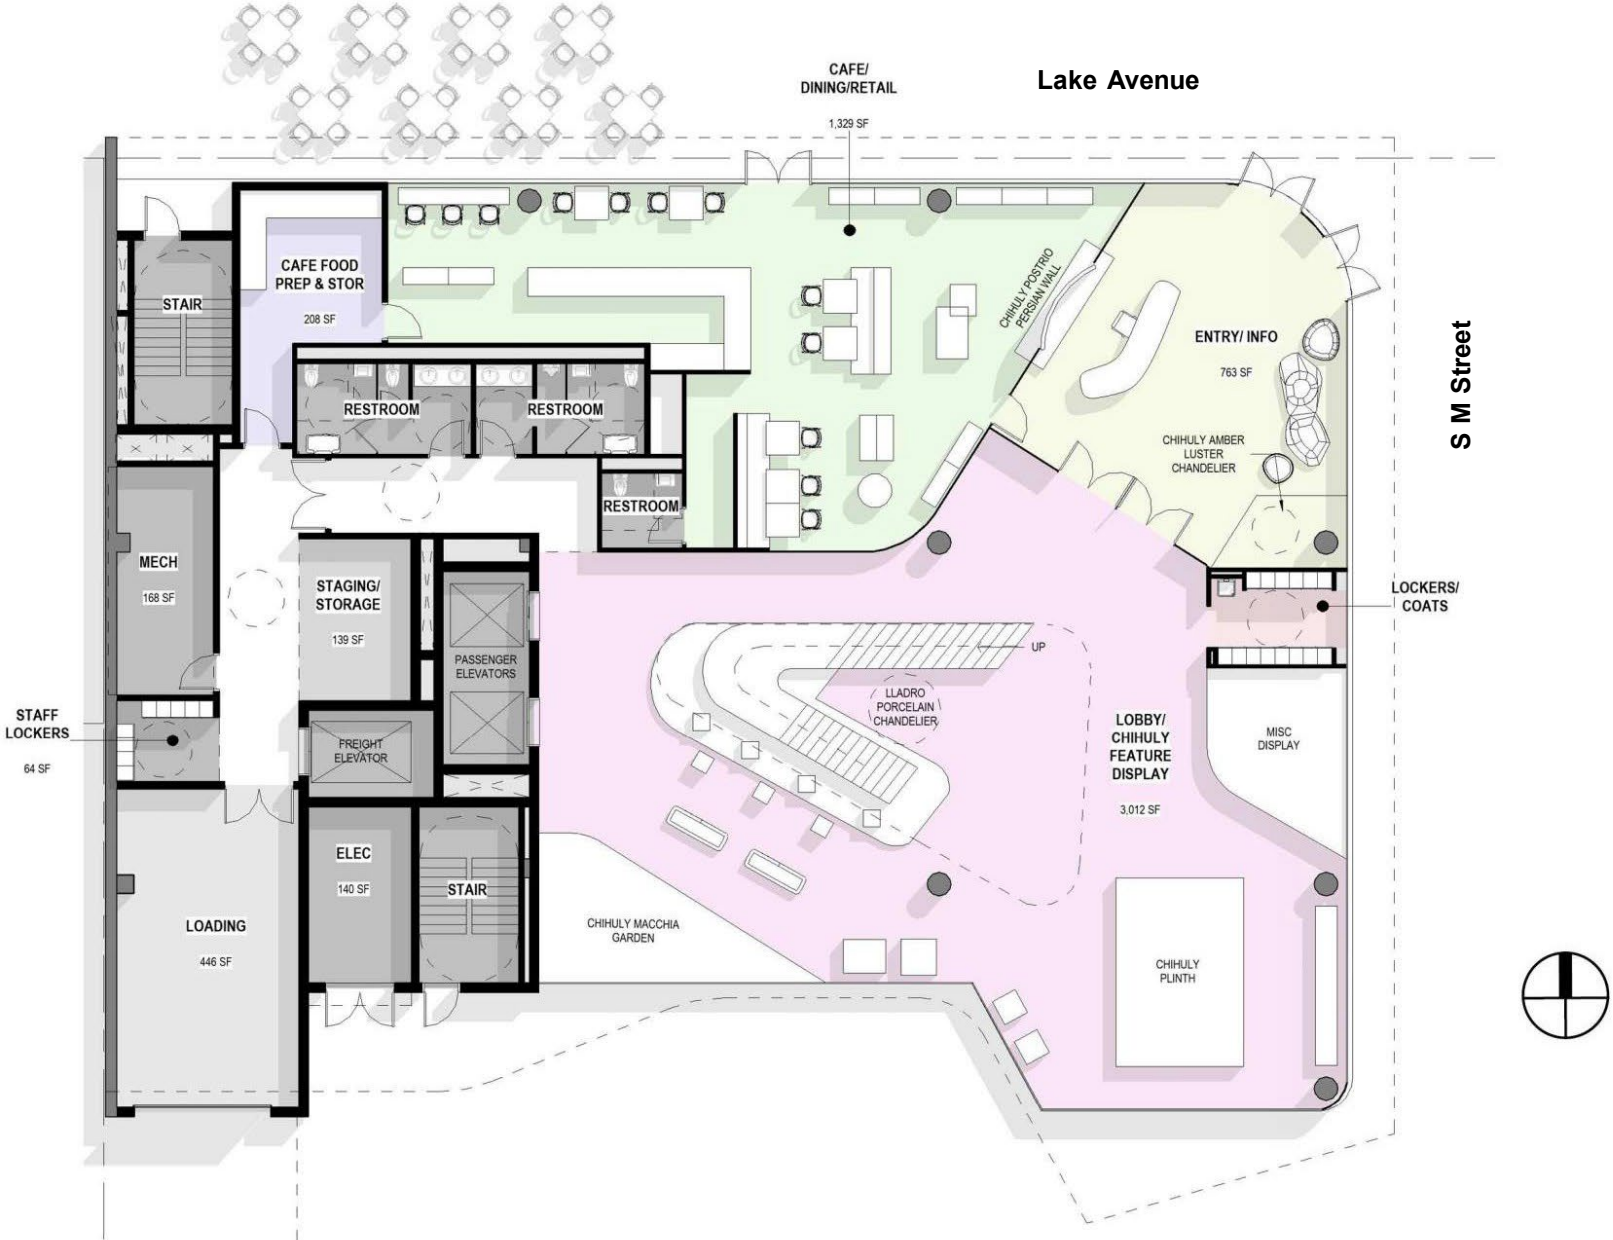 CAFE/
DINING/RETAIL
1,329 SF
Lake Avenue
STAIR
CAFE FOOD
PREP & STOR
208 SF
CHIHULY POSTRIO
PERSIAN WALL
ENTRY/ INFO
763 SF
S M Street
RESTROOM
RESTROOM
CHIHULY AMBER
LUSTER
CHANDELIER
RESTROOM
MECH
168 SF
STAGING/
STORAGE
139 SF
LOCKERS/
COATS
PASSENGER
ELEVATORS
UP
LLADRO
PORCELAIN
CHANDELIER
STAFF
LOCKERS
64 SF
FREIGHT
ELEVATOR
LOBBY/
CHIHULY
FEATURE
DISPLAY
3,012 SF
MISC
DISPLAY
ELEC
140 SF
STAIR
LOADING
446 SF
CHIHULY MACCHIA
GARDEN
CHIHULY
PLINTH